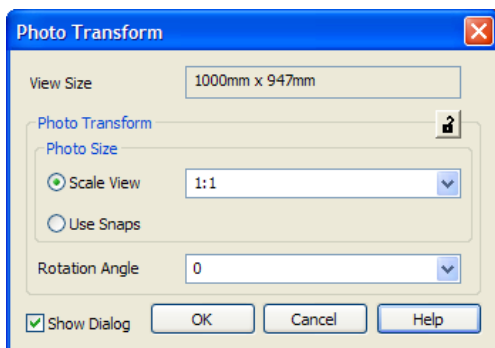 Photo Transform
View Size 1000mm x 947mm
Photo Transform
Photo Size
Scale View 1:1
Use Snaps
Rotation Angle 0
Show Dialog OK Cancel Help